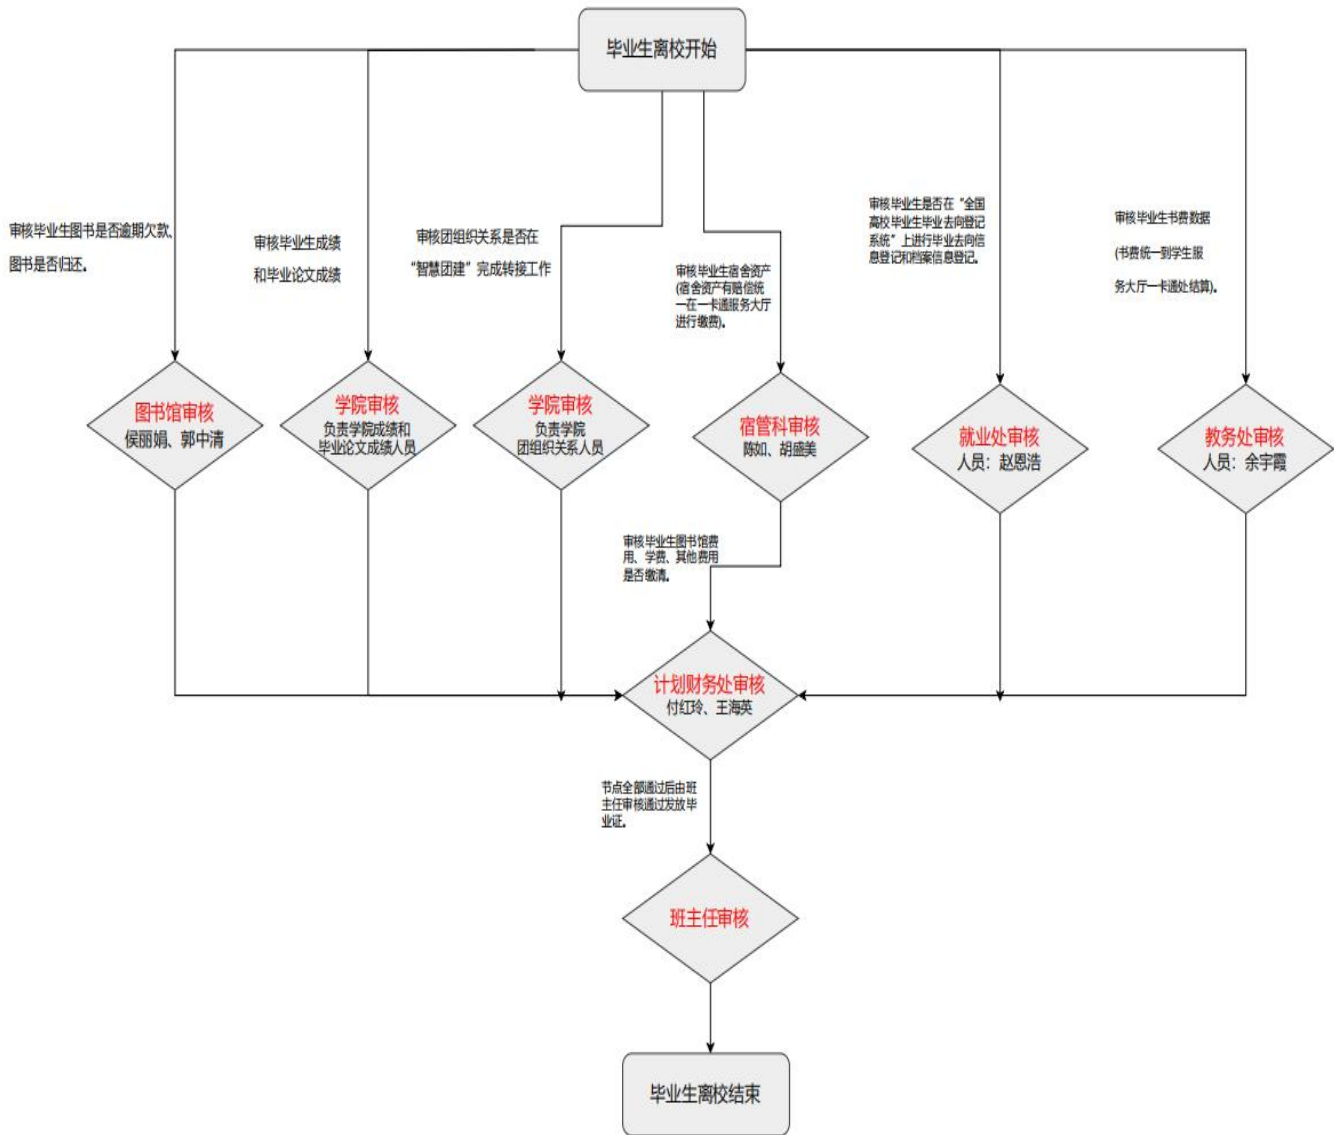 毕业生离校开始
审核毕业生图书是否逾期欠款、
图书是否归还。
审核毕业生成绩
和毕业论文成绩
审核团组织关系是否在
“智慧团建”完成转接工作
审核毕业生宿舍资产
(宿舍资产有赔偿统
一在一卡通服务大厅
进行缴费)。
审核毕业生是否在“全国
高校毕业生毕业去向登记
系统”上进行毕业去向信
息登记和档案信息登记。
审核毕业生书费数据
(书费统一到学生服
务大厅一卡通处结算)。
图书馆审核
侯丽娟、郭中清
学院审核
负责学院成绩和
毕业论文成绩人员
学院审核
负责学院
团组织关系人员
宿管科审核
陈如、胡盛美
就业处审核
人员：赵恩浩
教务处审核
人员：余宇霞
审核毕业生图书馆费
用、学费、其他费用
是否缴清。
计划财务处审核
付红玲、王海英
节点全部通过后由班
主任审核通过发放毕
业证。
班主任审核
毕业生离校结束